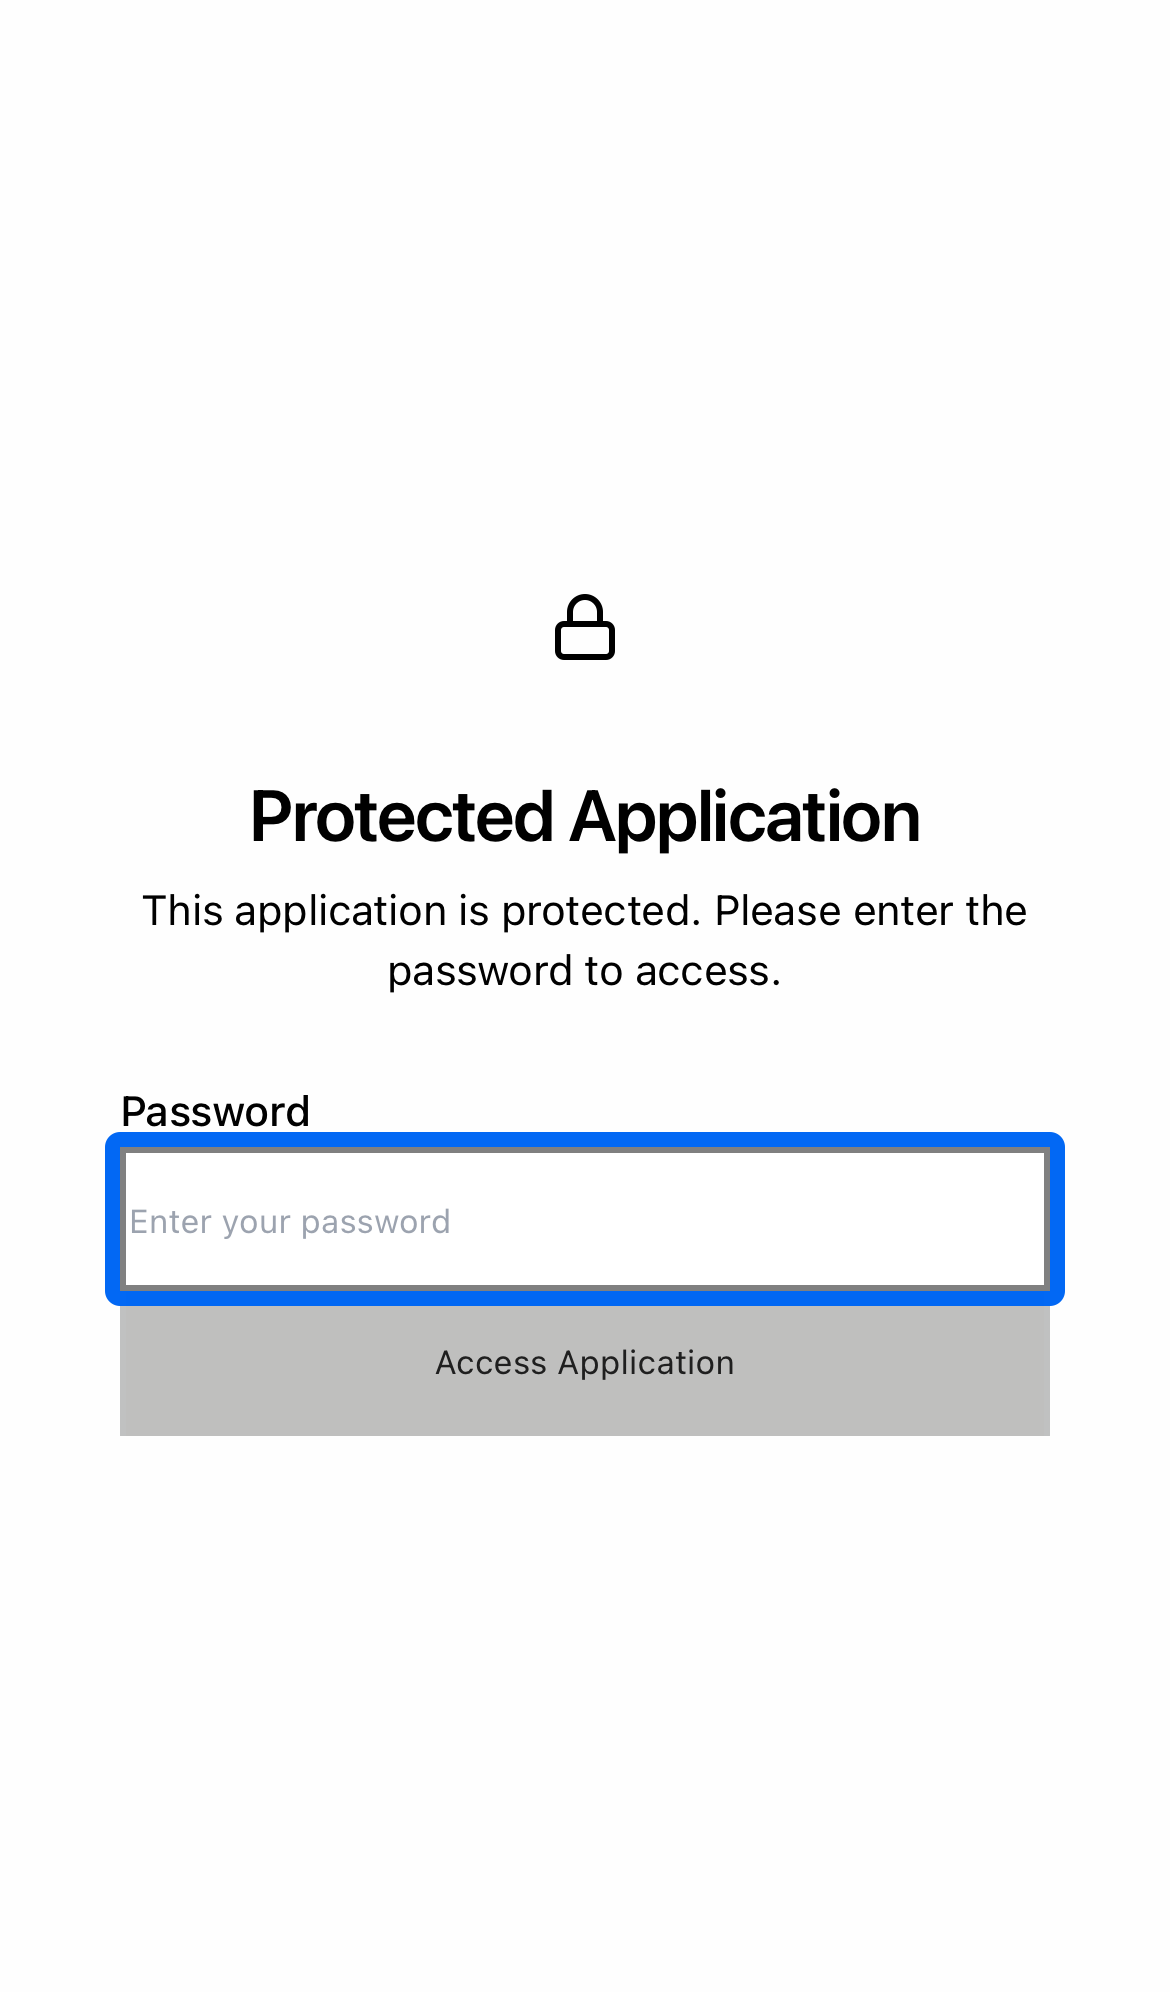 Protected Application
This application is protected. Please enter the
password to access.
Password
Enter your password
Access Application